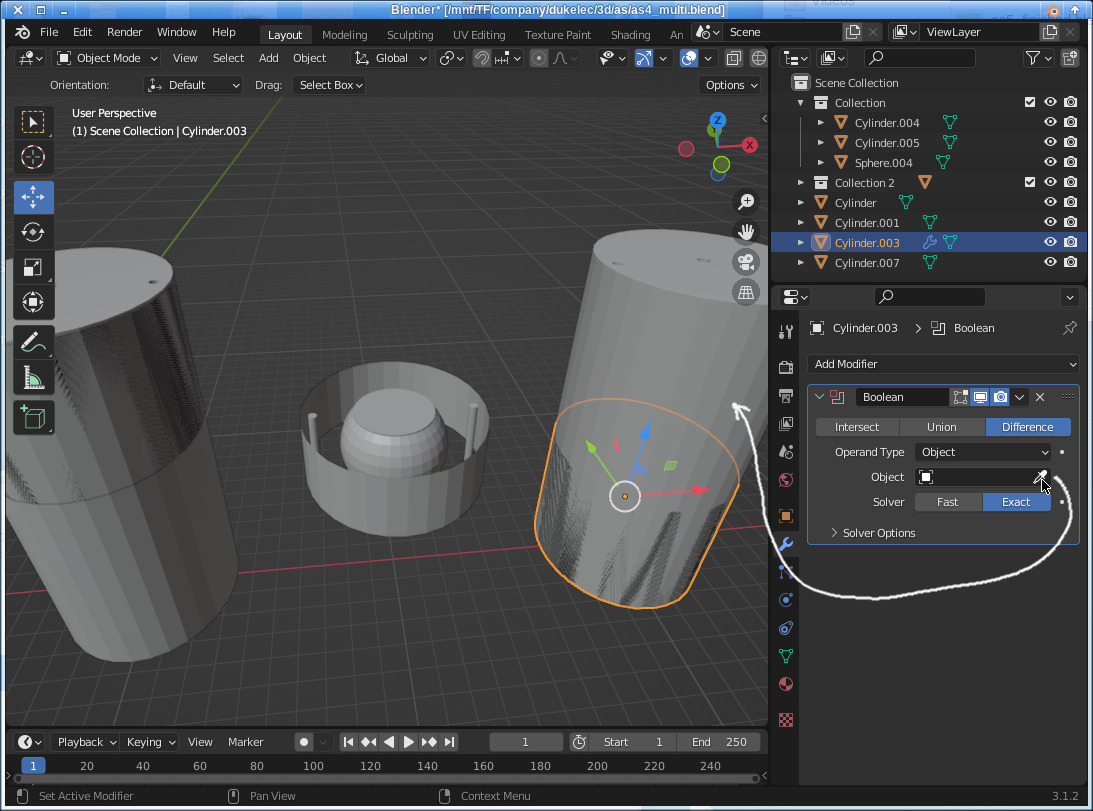 Blender* [/mnt/TF/company/dukelec/3d/as/as4_multi.blend]
File Edit Render Window Help Layout Modeling Sculpting UV Editing Texture Paint Shading An Scene ViewLayer
Object Mode View Select Add Object Global
Orientation: Default Drag: Select Box Options
User Perspective
(1) Scene Collection | Cylinder.003
Z
X
Scene Collection
Collection
Cylinder.004
Cylinder.005
Sphere.004
Collection 2
Cylinder
Cylinder.001
Cylinder.003
Cylinder.007
Cylinder.003 > Boolean
Add Modifier
Boolean
Intersect Union Difference
Operand Type Object
Object
Solver Fast Exact
Solver Options
Playback Keying View Marker 1 Start 1 End 250
1 20 40 60 80 100 120 140 160 180 200 220 240
Set Active Modifier Pan View Context Menu 3.1.2